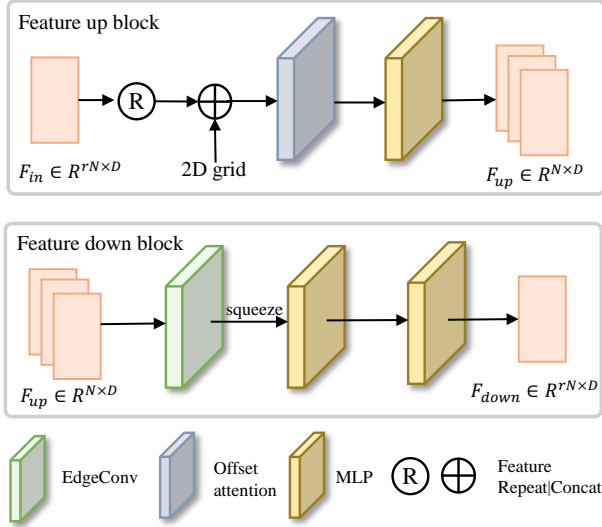 Feature up block
R
2D grid
F_in ∈ R^{rN×D}
F_up ∈ R^{N×D}
Feature down block
squeeze
F_up ∈ R^{N×D}
F_down ∈ R^{rN×D}
EdgeConv
Offset
attention
MLP
R
Feature
Repeat|Concat